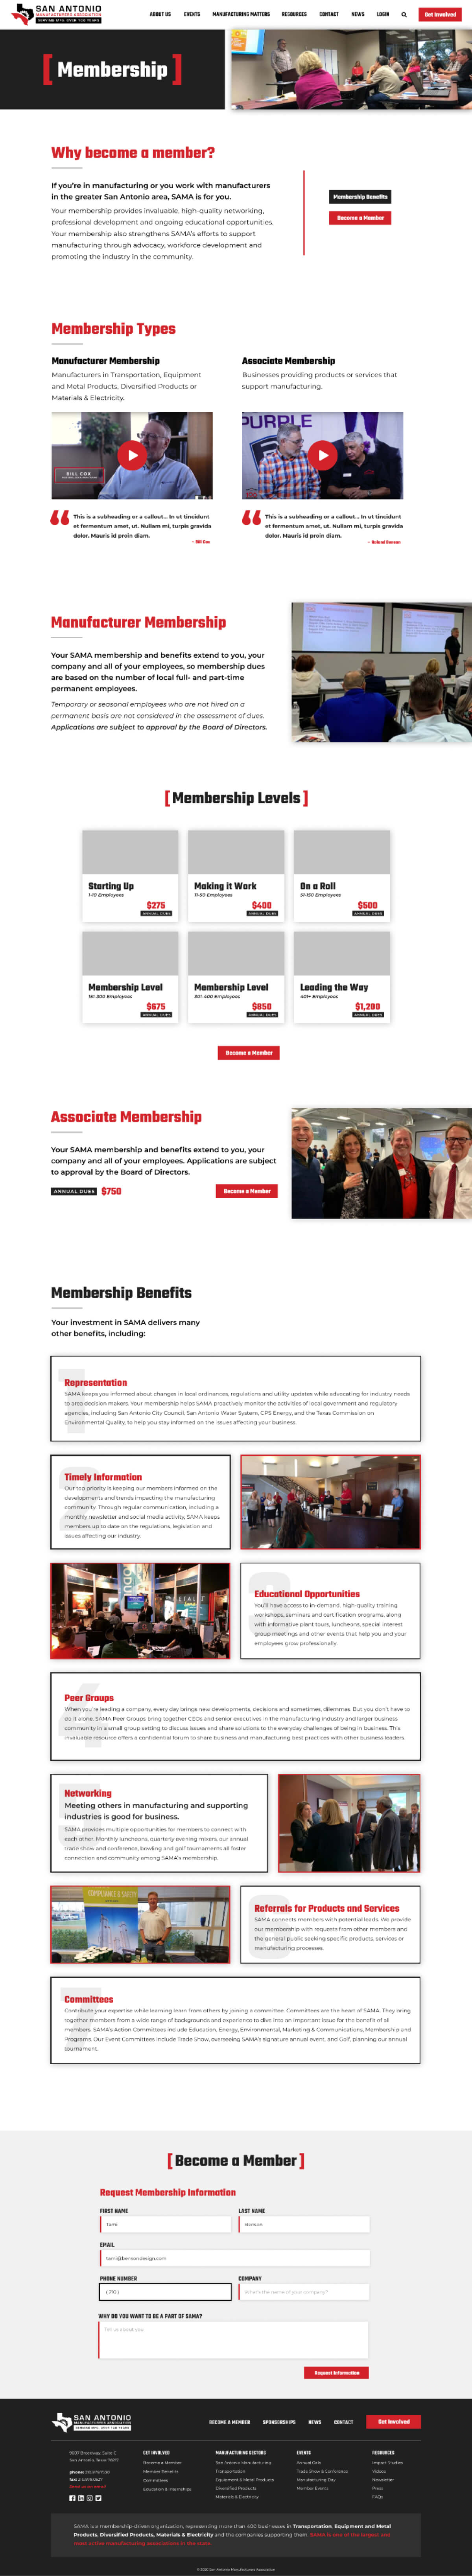 SAN ANTONIO
MANUFACTURERS ASSOCIATION
SERVING MFG OVER 100 YEARS
ABOUT US EVENTS MANUFACTURING MATTERS RESOURCES CONTACT NEWS LOGIN Get Involved
[ Membership ]
Why become a member?
If you're in manufacturing or you work with manufacturers
in the greater San Antonio area, SAMA is for you.
Your membership provides invaluable, high-quality networking,
professional development and ongoing educational opportunities.
Your membership also strengthens SAMA's efforts to support
manufacturing through advocacy, workforce development and
promoting the industry in the community.
Membership Benefits
Become a Member
Membership Types
Manufacturer Membership
Manufacturers in Transportation, Equipment
and Metal Products, Diversified Products or
Materials & Electricity.
BILL COX
This is a subheading or a callout... In ut tincidunt
et fermentum amet, ut. Nullam mi, turpis gravida
dolor. Mauris id proin diam.
- Bill Cox
Associate Membership
Businesses providing products or services that
support manufacturing.
PURPLE
This is a subheading or a callout... In ut tincidunt
et fermentum amet, ut. Nullam mi, turpis gravida
dolor. Mauris id proin diam.
Manufacturer Membership
Your SAMA membership and benefits extend to you, your
company and all of your employees, so membership dues
are based on the number of local full- and part-time
permanent employees.
Temporary or seasonal employees who are not hired on a
permanent basis are not considered in the assessment of dues.
Applications are subject to approval by the Board of Directors.
[ Membership Levels ]
Starting Up
1-10 Employees
$275
ANNUAL DUES
Making it Work
11-50 Employees
$400
ANNUAL DUES
On a Roll
51-150 Employees
$500
ANNUAL DUES
Membership Level
151-300 Employees
$675
ANNUAL DUES
Membership Level
301-400 Employees
$850
ANNUAL DUES
Leading the Way
401+ Employees
$1,200
ANNUAL DUES
Become a Member
Associate Membership
Your SAMA membership and benefits extend to you, your
company and all of your employees. Applications are subject
to approval by the Board of Directors.
ANNUAL DUES $750
Become a Member
Membership Benefits
Your investment in SAMA delivers many
other benefits, including:
1
Representation
SAMA keeps you informed about changes in local ordinances, regulations and utility updates while advocating for industry needs
to area decision makers. Your membership helps SAMA proactively monitor the activities of local government and regulatory
agencies, including San Antonio City Council, San Antonio Water System, CPS Energy, and the Texas Commission on
Environmental Quality, to help you stay informed on the issues affecting your business.
2
Timely Information
Our top priority is keeping our members informed on the
developments and trends impacting the manufacturing
community. Through regular communication, including a
monthly newsletter and social media activity, SAMA keeps
members up to date on the regulations, legislation and
issues affecting our industry.
3
Educational Opportunities
You'll have access to in-demand, high-quality training
workshops, seminars and certification programs, along
with informative plant tours, luncheons, special interest
group meetings and other events that help you and your
employees grow professionally.
4
Peer Groups
When you're leading a company, every day brings new developments, decisions and sometimes, dilemmas. But you don't have to
do it alone. SAMA Peer Groups bring together CEOs and senior executives in the manufacturing industry and larger business
community in a small group setting to discuss issues and share solutions to the everyday challenges of being in business. This
invaluable resource offers a confidential forum to share business and manufacturing best practices with other business leaders.
5
Networking
Meeting others in manufacturing and supporting
industries is good for business.
SAMA provides multiple opportunities for members to connect with
each other. Monthly luncheons, quarterly evening mixers, our annual
trade show and conference, bowling and golf tournaments all foster
connection and community among SAMA's membership.
COMPLIANCE & SAFETY
6
Referrals for Products and Services
SAMA connects members with potential leads. We provide
our membership with requests from other members and
the general public seeking specific products, services or
manufacturing processes.
7
Committees
Contribute your expertise while learning from others by joining a committee. Committees are the heart of SAMA. They bring
together members from a wide range of backgrounds and experience to dive into an important issue for the benefit of all
members. SAMA's Action Committees include Education, Energy, Environmental, Marketing & Communications, Membership and
Programs. Our Event Committees include Trade Show, overseeing SAMA's signature annual event, and Golf, planning our annual
tournament.
[ Become a Member ]
Request Membership Information
FIRST NAME LAST NAME
Tami
EMAIL
PHONE NUMBER COMPANY
( 210 ) What's the name of your company?
WHY DO YOU WANT TO BE A PART OF SAMA?
Tell us about you
Request Information
SAN ANTONIO
MANUFACTURERS ASSOCIATION
SERVING MFG OVER 100 YEARS
BECOME A MEMBER SPONSORSHIPS NEWS CONTACT Get Involved
San Antonio, Texas
phone:
fax:
Send us an email
GET INVOLVED
Become a Member
Member Benefits
Committees
Education & Internships
MANUFACTURING SECTORS
San Antonio Manufacturing
Transportation
Equipment & Metal Products
Diversified Products
Materials & Electricity
EVENTS
Annual Gala
Trade Show & Conference
Manufacturing Day
Member Events
RESOURCES
Impact Studies
Videos
Newsletter
Press
FAQs
SAMA is a membership-driven organization, representing more than 400 businesses in Transportation, Equipment and Metal
Products, Diversified Products, Materials & Electricity and the companies supporting them. SAMA is one of the largest and
most active manufacturing associations in the state.
© 2021 San Antonio Manufacturers Association